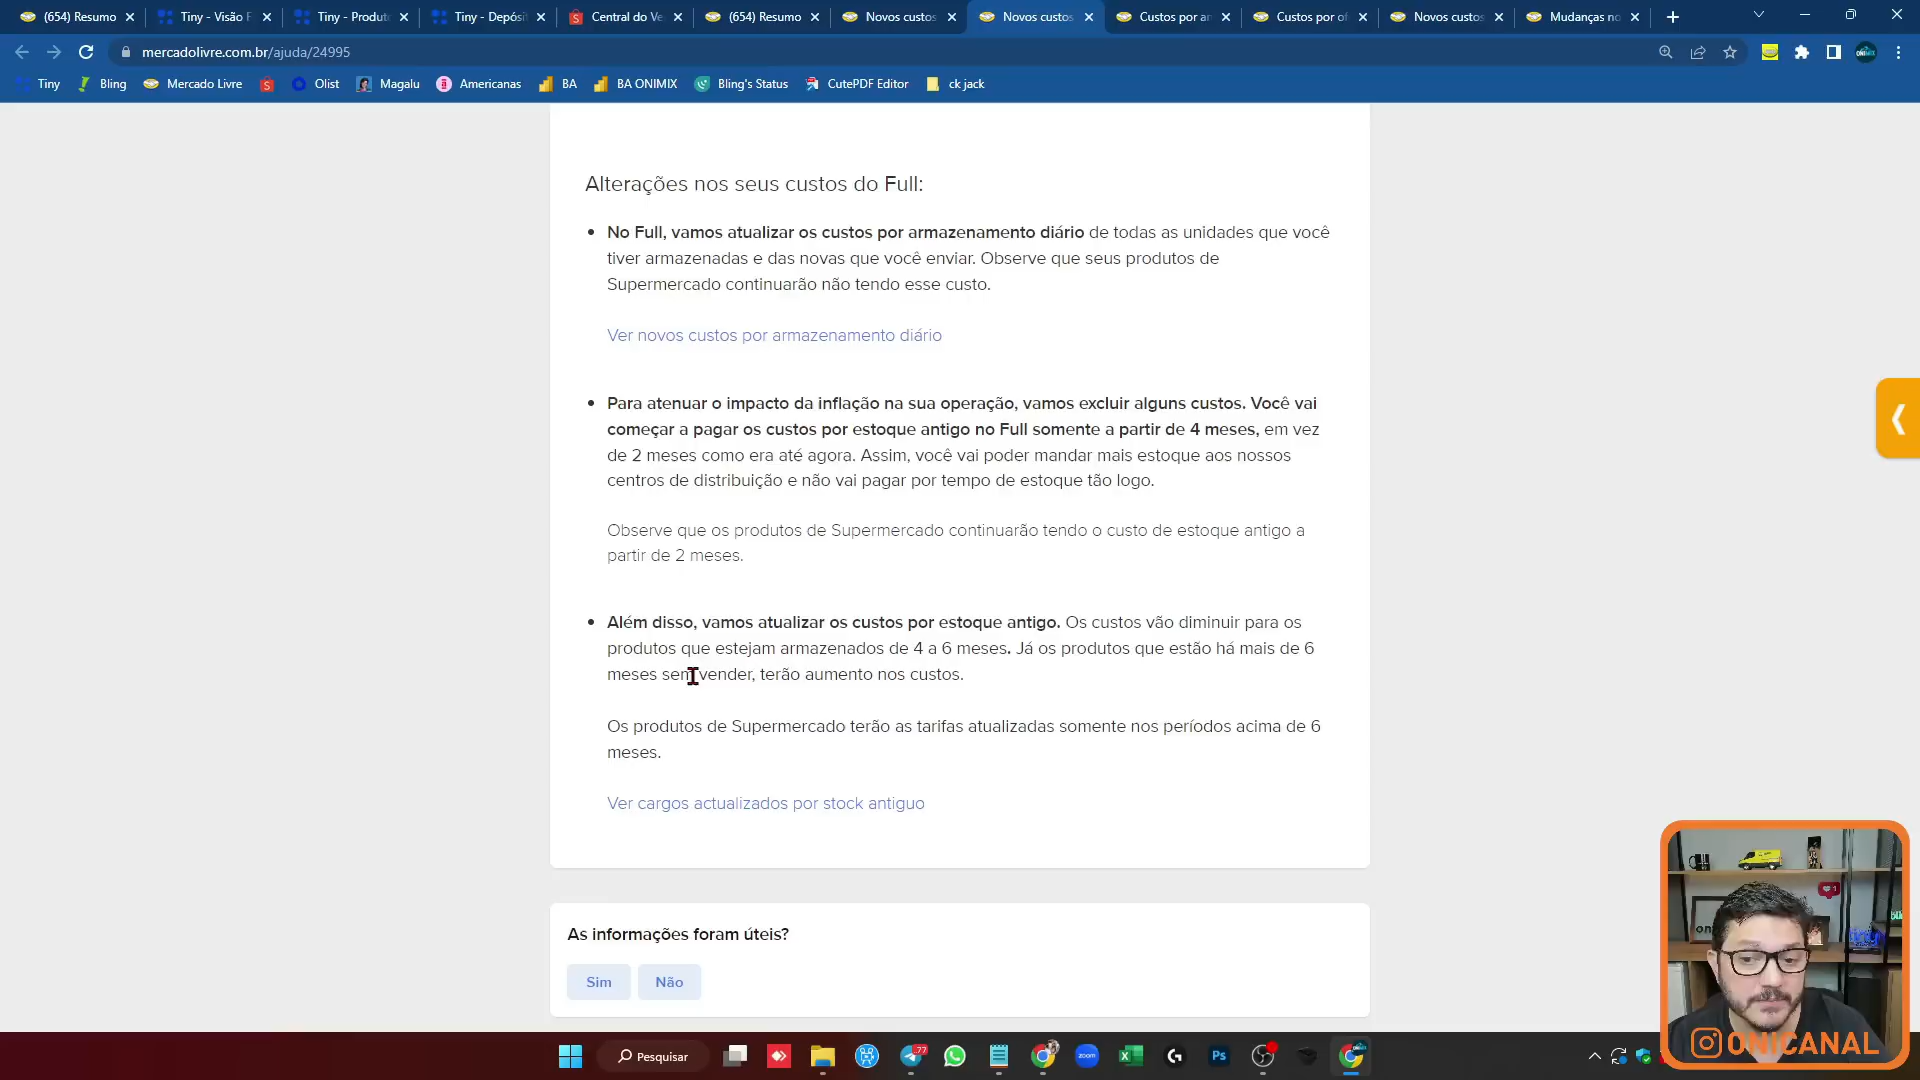 (654) Resumo
Tiny - Visão F
Tiny - Produt
Tiny - Depósi
Central do Ve
(654) Resumo
Novos custos
Novos custos
Custos por ar
Custos por of
Novos custos
Mudanças no
mercadolivre.com.br/ajuda/24995
Tiny
Bling
Mercado Livre
Olist
Magalu
Americanas
BA
BA ONIMIX
Bling's Status
CutePDF Editor
ck jack
Alterações nos seus custos do Full:
No Full, vamos atualizar os custos por armazenamento diário de todas as unidades que você
tiver armazenadas e das novas que você enviar. Observe que seus produtos de
Supermercado continuarão não tendo esse custo.
Ver novos custos por armazenamento diário
Para atenuar o impacto da inflação na sua operação, vamos excluir alguns custos. Você vai
começar a pagar os custos por estoque antigo no Full somente a partir de 4 meses, em vez
de 2 meses como era até agora. Assim, você vai poder mandar mais estoque aos nossos
centros de distribuição e não vai pagar por tempo de estoque tão logo.
Observe que os produtos de Supermercado continuarão tendo o custo de estoque antigo a
partir de 2 meses.
Além disso, vamos atualizar os custos por estoque antigo. Os custos vão diminuir para os
produtos que estejam armazenados de 4 a 6 meses. Já os produtos que estão há mais de 6
meses sem vender, terão aumento nos custos.
Os produtos de Supermercado terão as tarifas atualizadas somente nos períodos acima de 6
meses.
Ver cargos actualizados por stock antiguo
As informações foram úteis?
Sim
Não
ONICANAL
Pesquisar
77
zoom
Ps